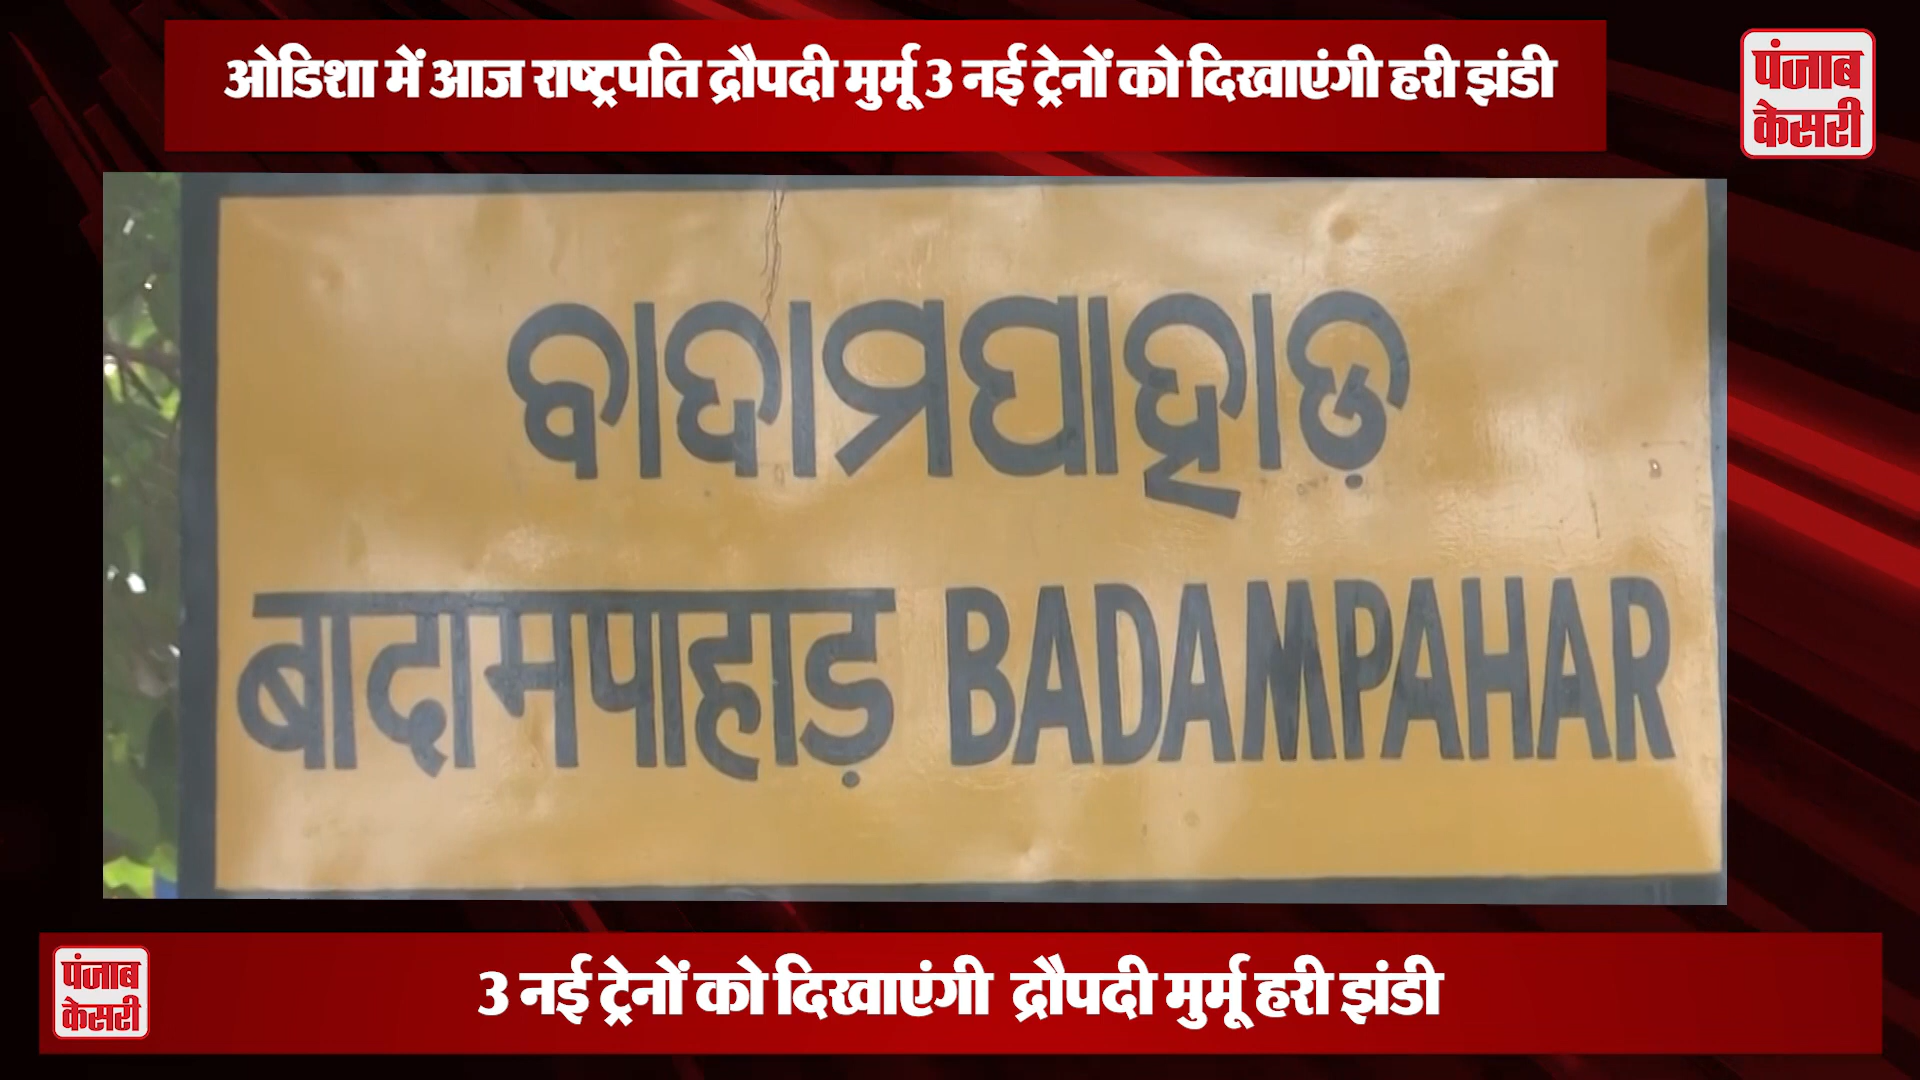 ओडिशा में आज राष्ट्रपति द्रौपदी मुर्मू 3 नई ट्रेनों को दिखाएंगी हरी झंडी
पंजाब
केसरी
ବାଦାମପାହାଡ଼
बादामपाहाड़ BADAMPAHAR
पंजाब
केसरी
3 नई ट्रेनों को दिखाएंगी द्रौपदी मुर्मू हरी झंडी